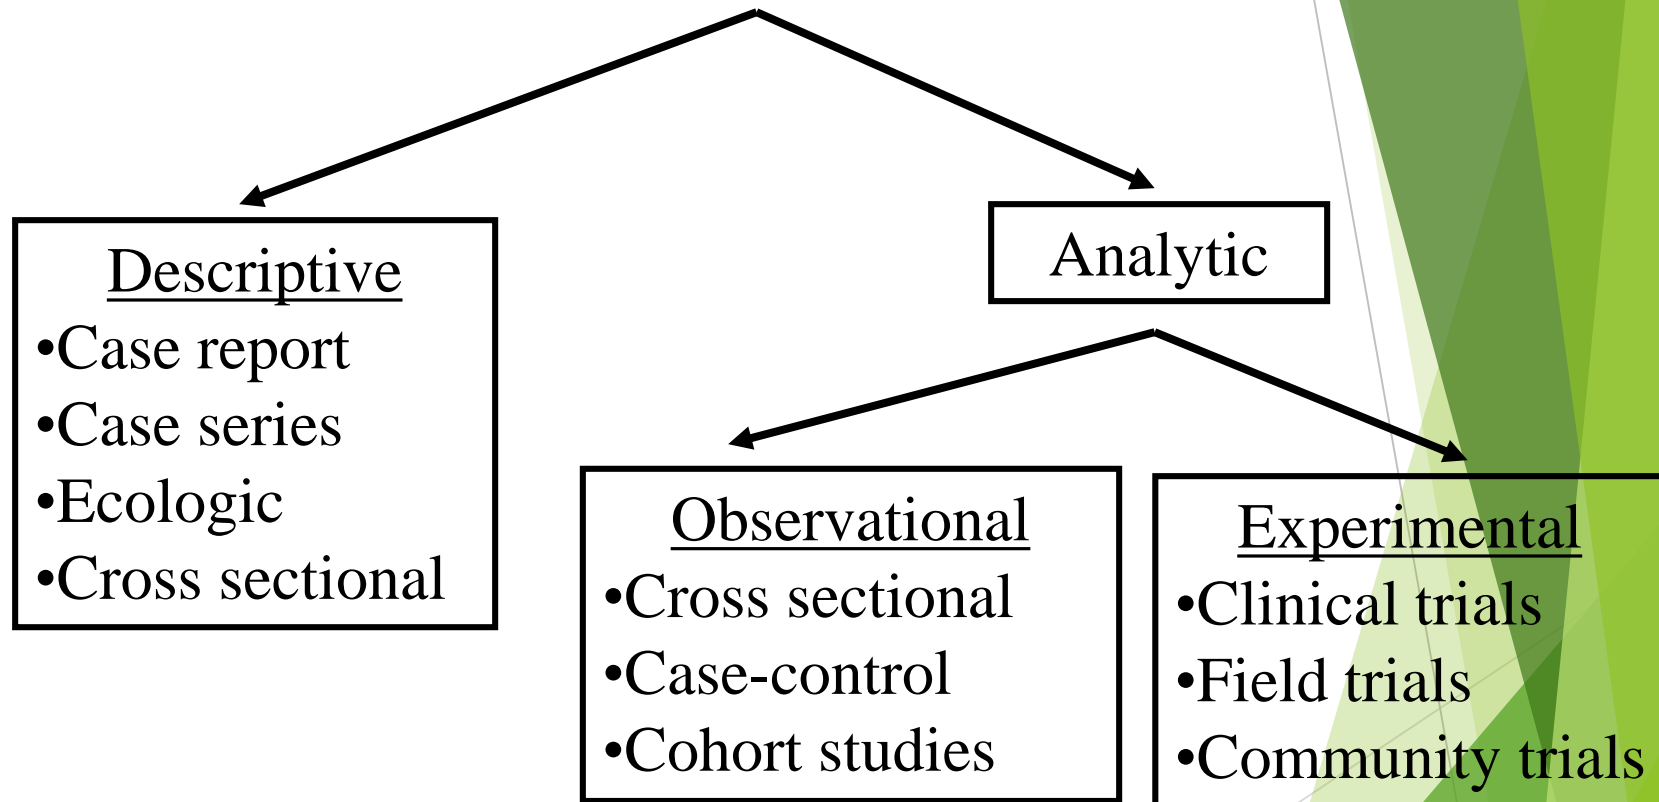 Descriptive
•Case report
•Case series
•Ecologic
•Cross sectional
Analytic
Observational
•Cross sectional
•Case-control
•Cohort studies
Experimental
•Clinical trials
•Field trials
•Community trials